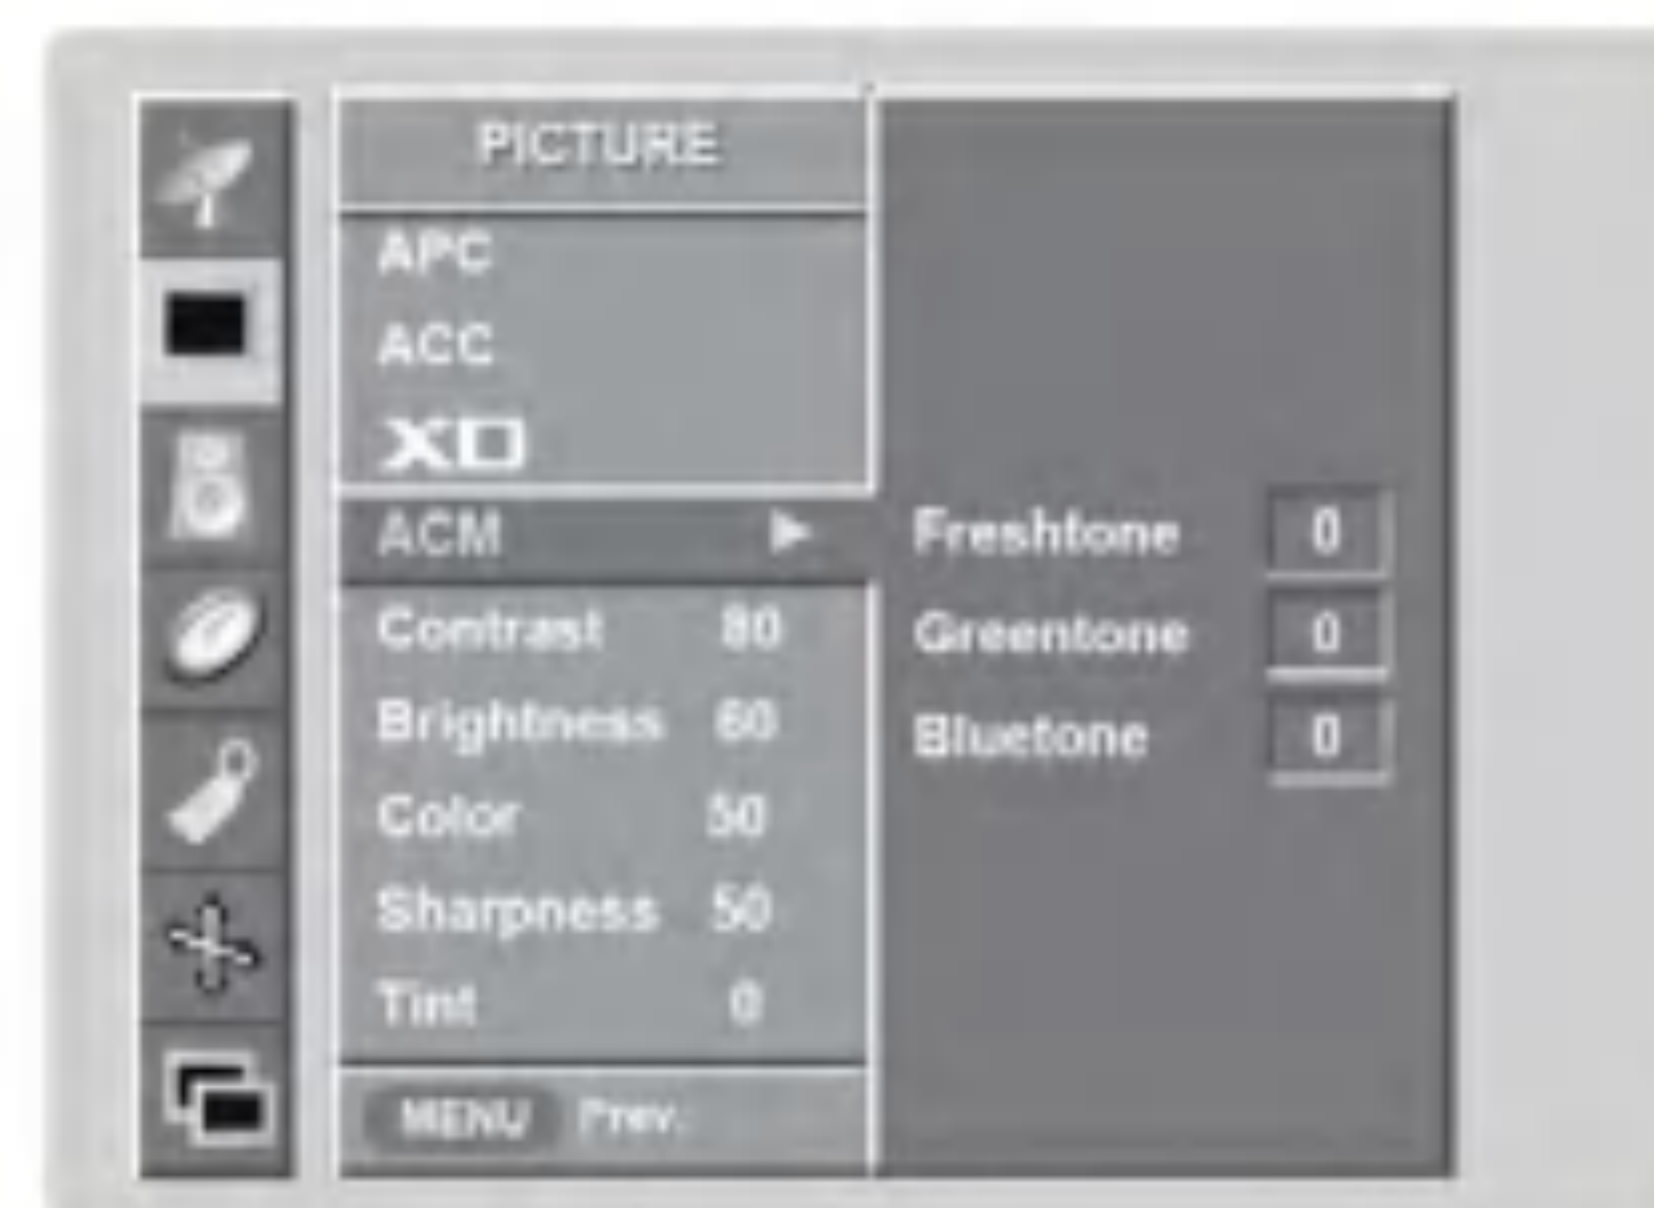 PICTURE
APC
ACC
XD
ACM ▶
Contrast 80
Brightness 60
Color 50
Sharpness 50
Tint 0
MENU Prev.
Freshtone 0
Greentone 0
Bluetone 0